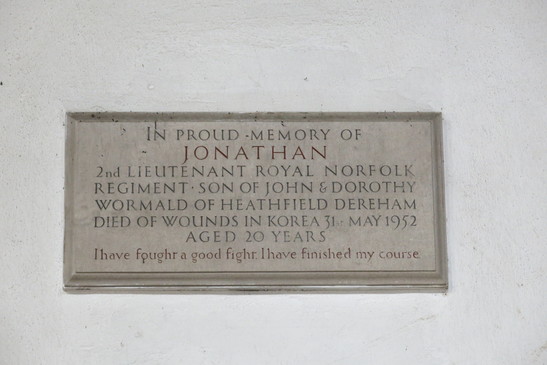 IN PROUD · MEMORY OF
JONATHAN
2nd LIEUTENANT ROYAL NORFOLK
REGIMENT · SON OF JOHN & DOROTHY
WORMALD OF HEATHFIELD DEREHAM
DIED OF WOUNDS IN KOREA 31 · MAY 1952
AGED 20 YEARS
I have fought a good fight. I have finished my course